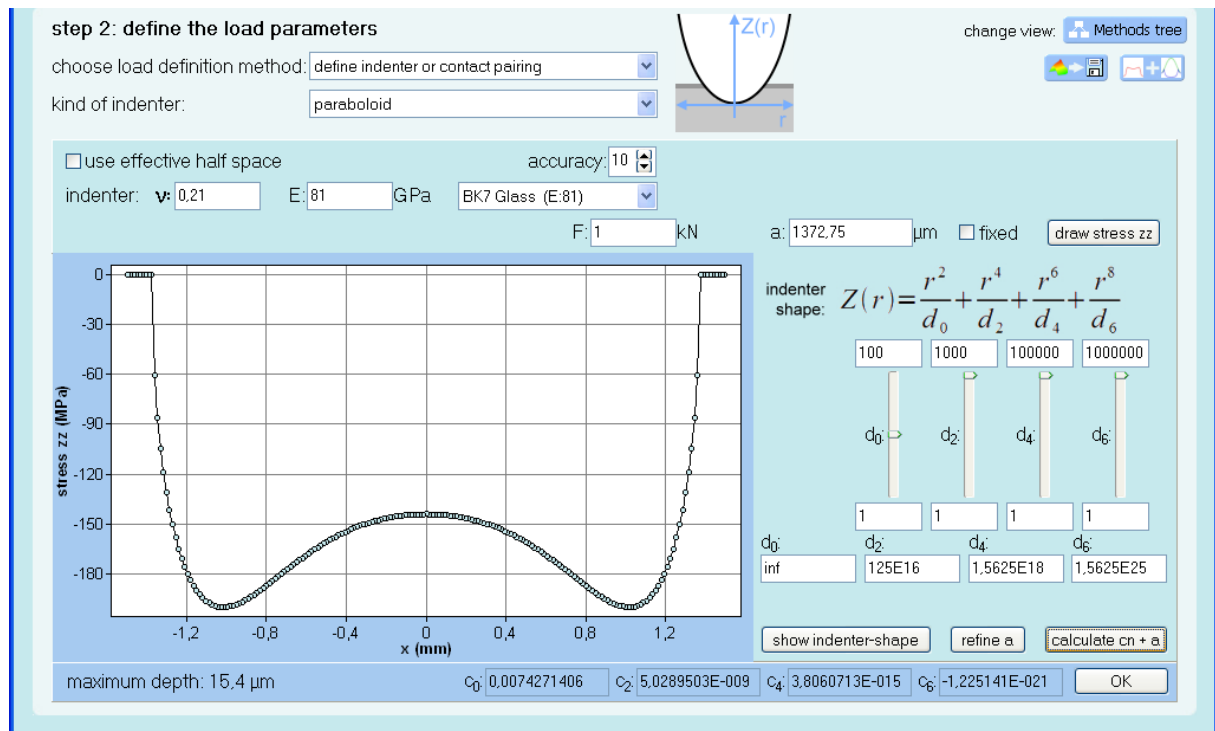 step 2: define the load parameters
change view: Methods tree
choose load definition method: define indenter or contact pairing
kind of indenter: paraboloid
Z(r)
r
use effective half space
accuracy: 10
indenter: ν: 0,21 E: 81 GPa BK7 Glass (E:81)
F: 1 kN a: 1372,75 µm fixed draw stress zz
0
-30
-60
-90
-120
-150
-180
stress zz (MPa)
-1,2 -0,8 -0,4 0 0,4 0,8 1,2
x (mm)
indenter shape: Z(r)=r²/d₀+r⁴/d₂+r⁶/d₄+r⁸/d₆
100 1000 100000 1000000
d₀: d₂: d₄: d₆:
1 1 1 1
d₀: d₂: d₄: d₆:
inf 125E16 1,5625E18 1,5625E25
show indenter-shape refine a calculate cn + a
maximum depth: 15,4 µm c₀: 0,0074271406 c₂: 5,0289503E-009 c₄: 3,8060713E-015 c₆: -1,225141E-021 OK